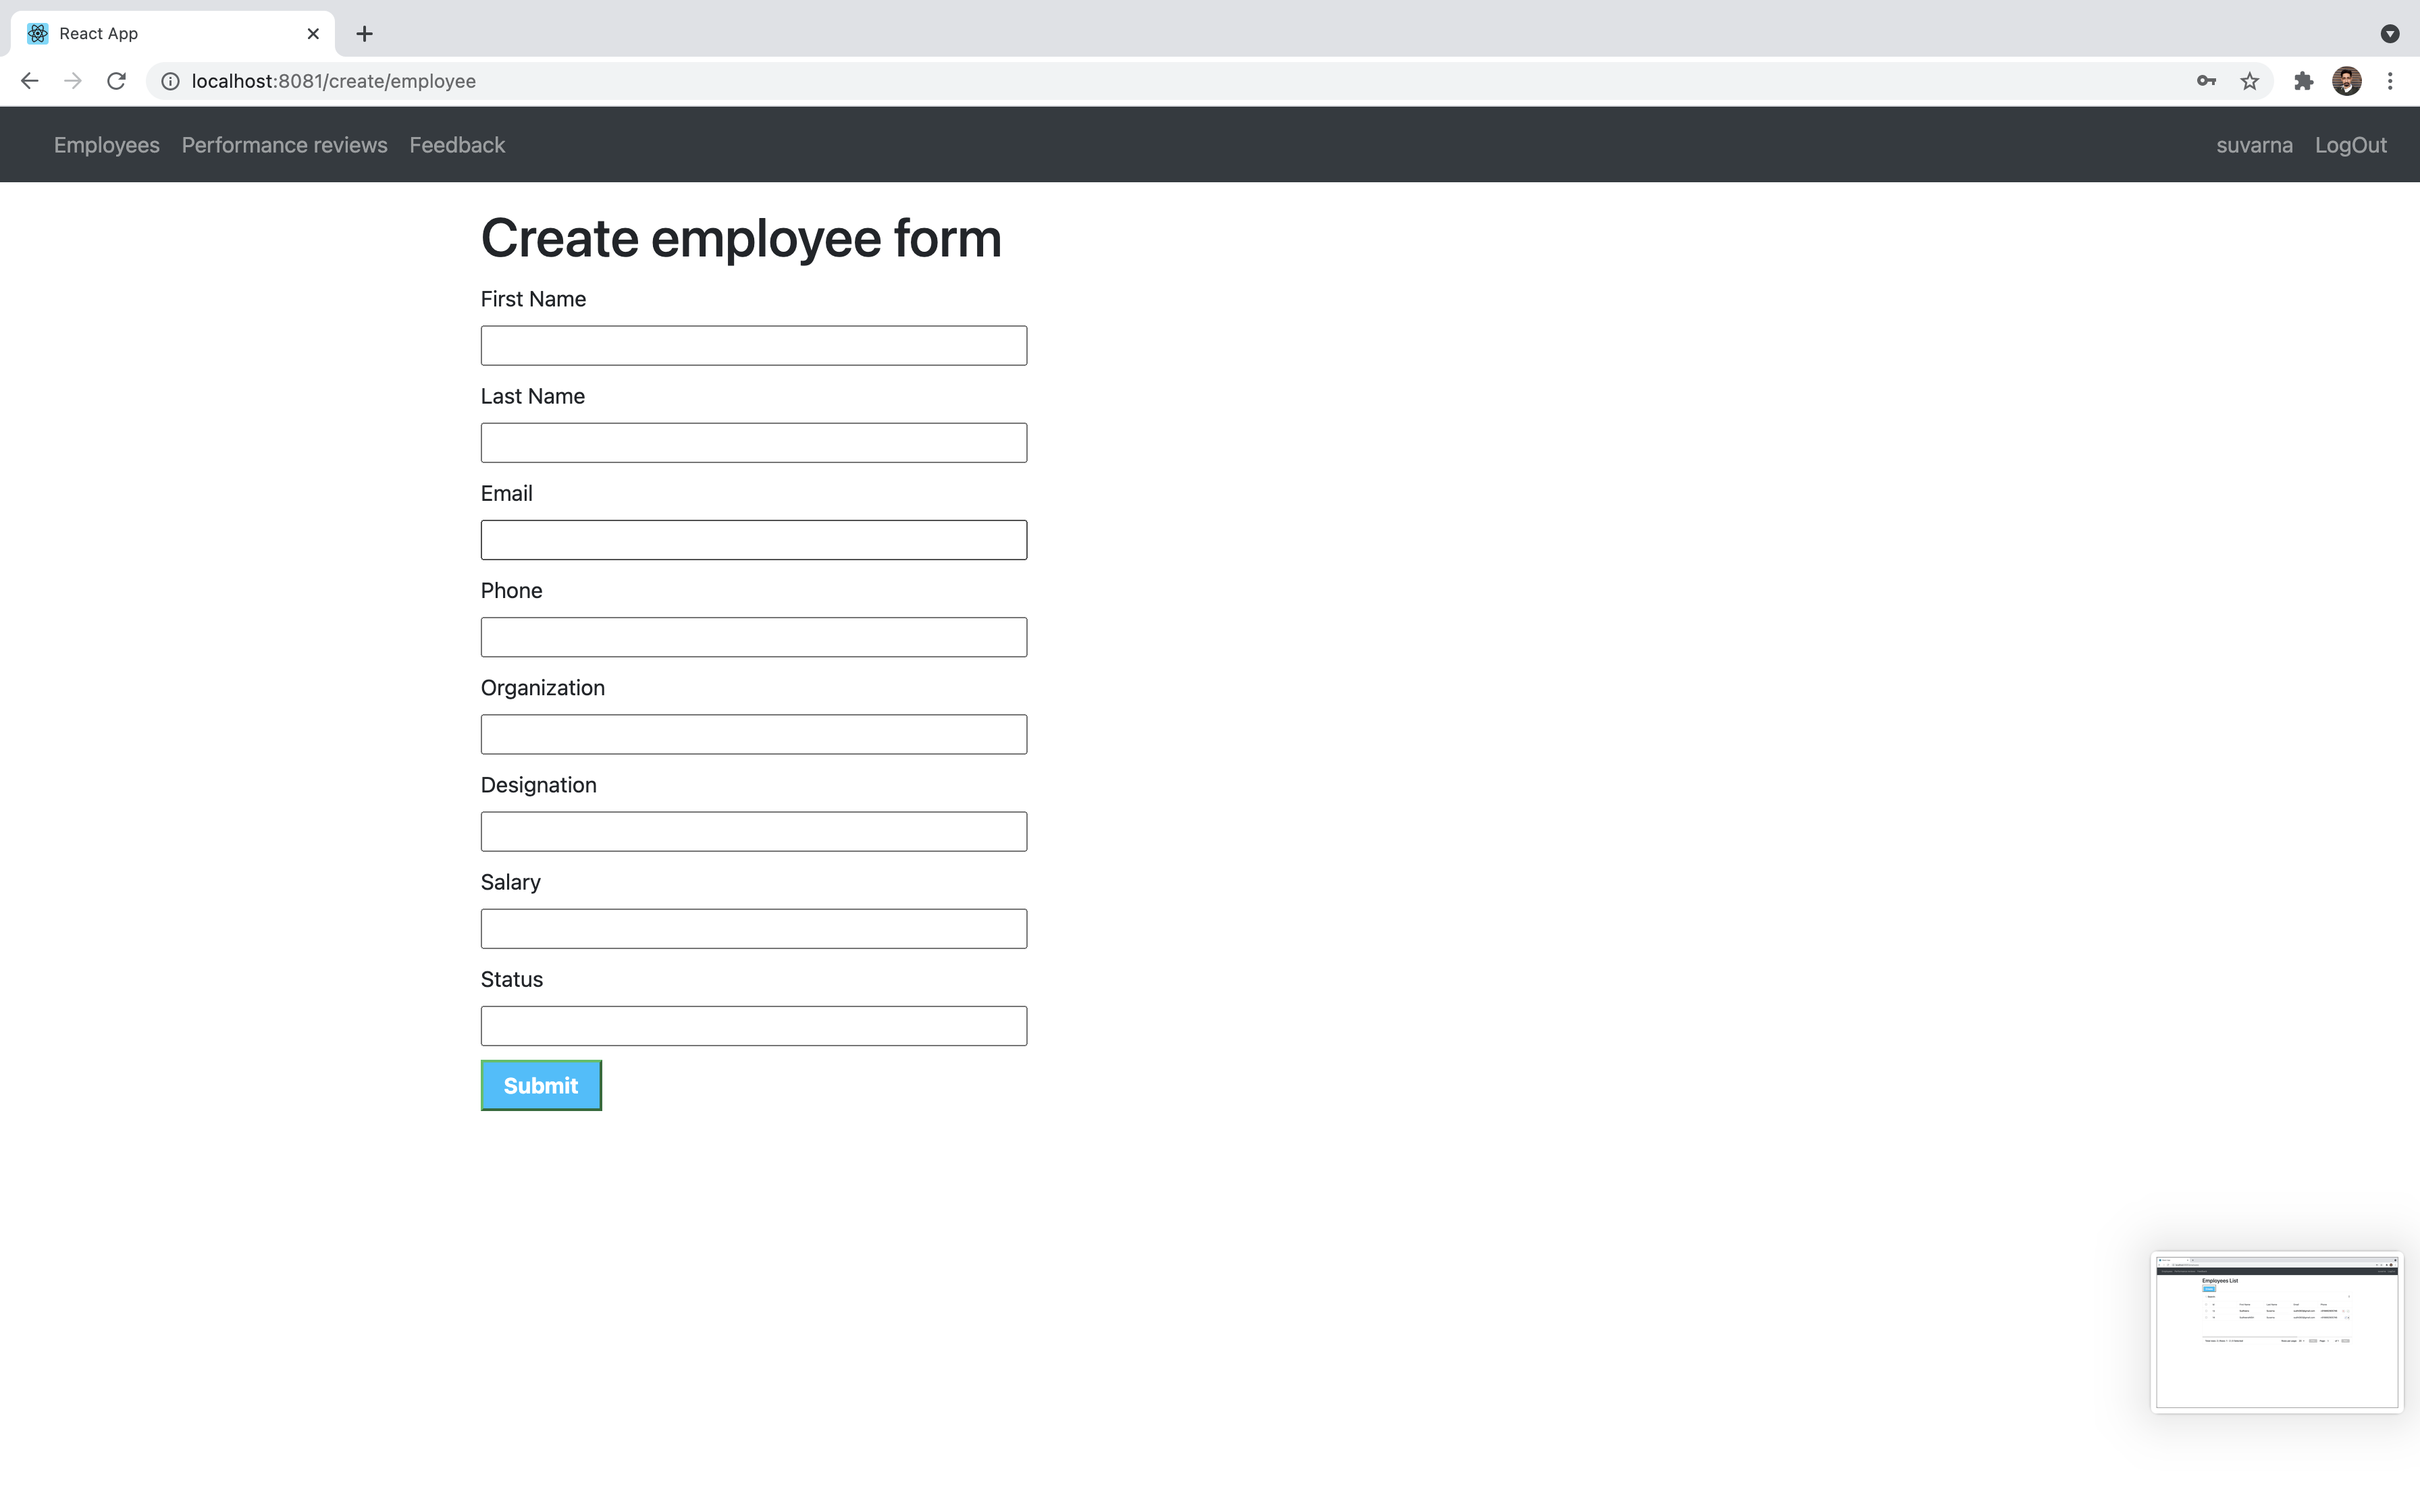 React App
localhost:8081/create/employee
Employees Performance reviews Feedback suvarna LogOut
Create employee form
First Name
Last Name
Email
Phone
Organization
Designation
Salary
Status
Submit
Employees List